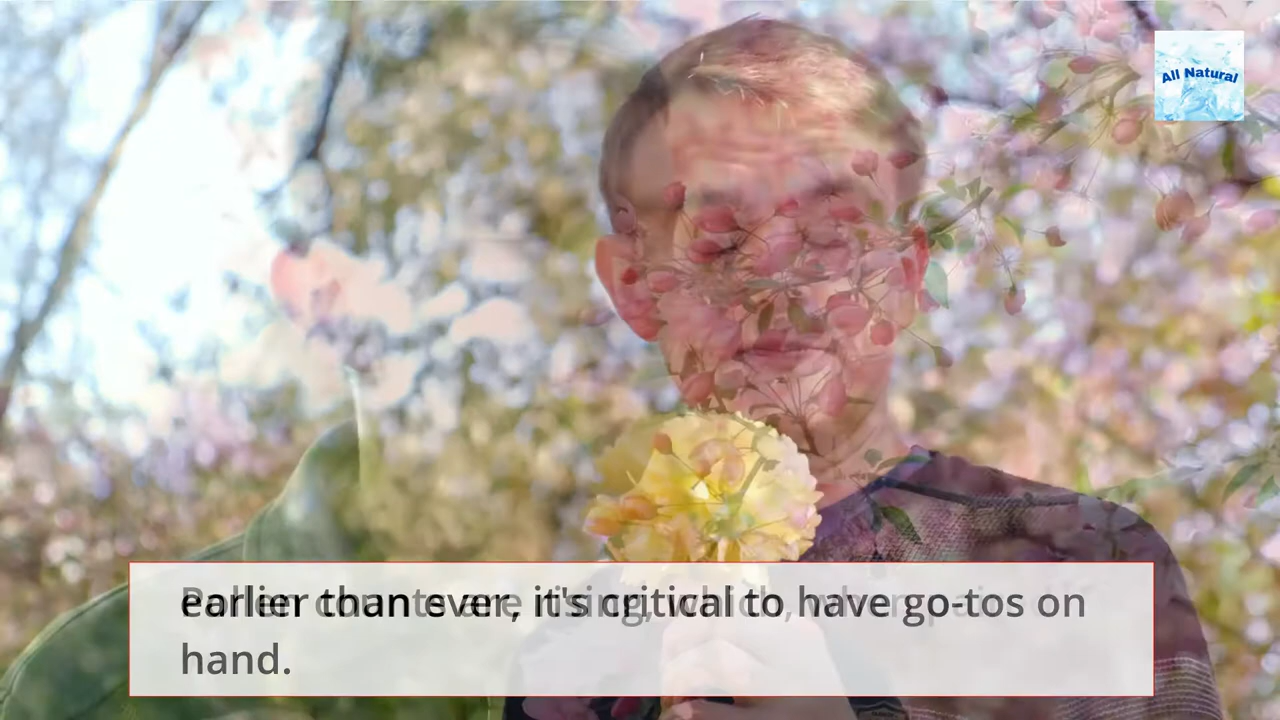 All Natural
earlier than ever, it's critical to have go-tos on
hand.